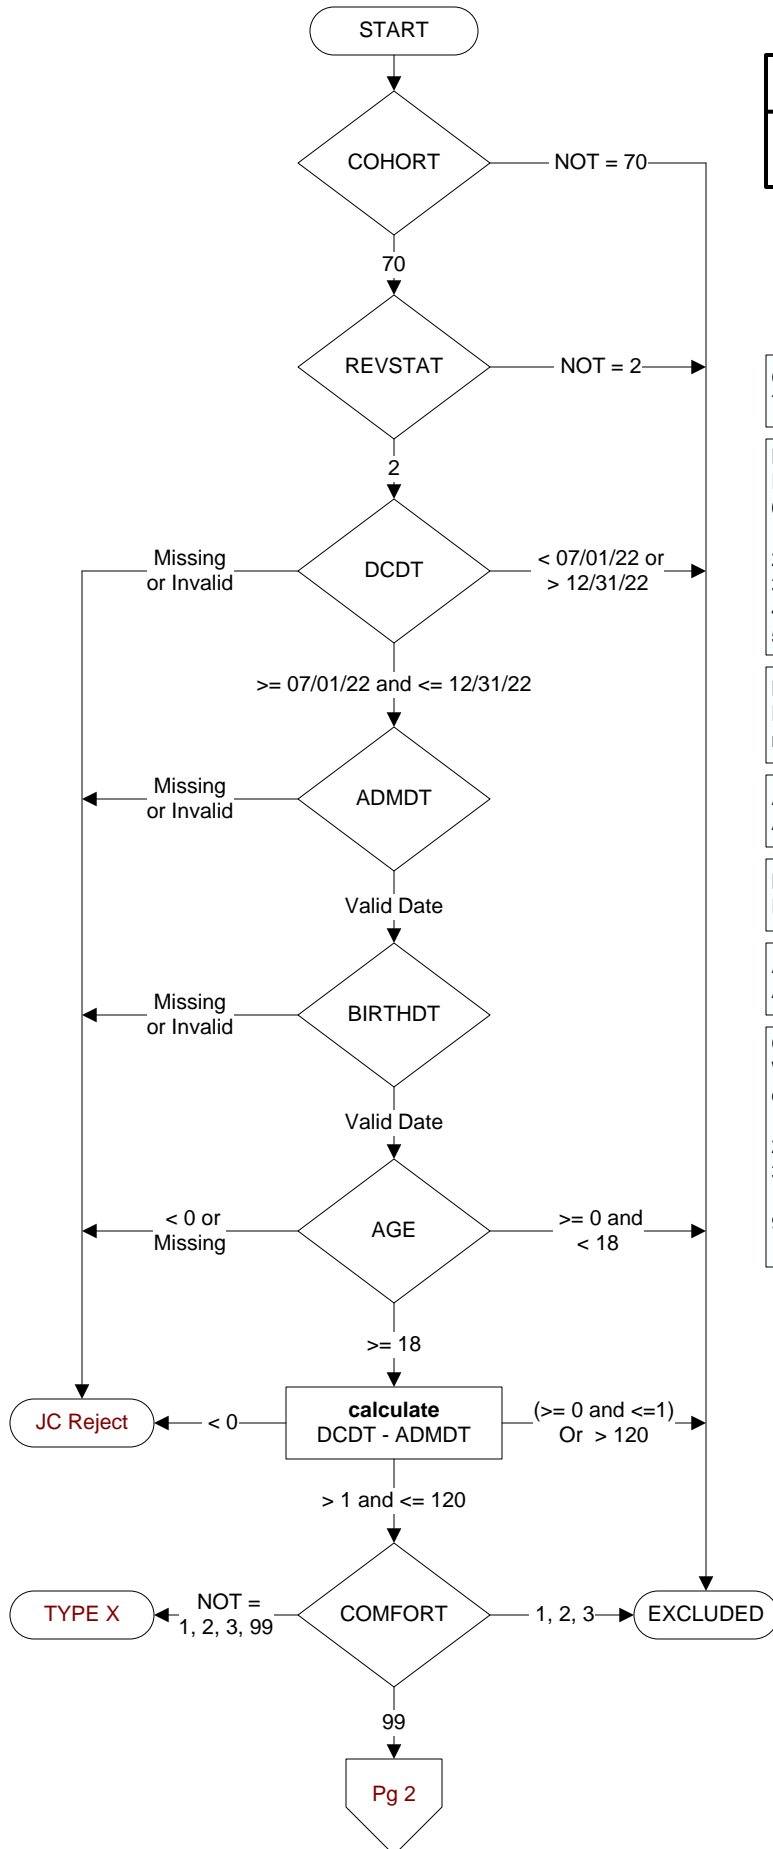 START
COHORT
NOT = 70
70
REVSTAT
NOT = 2
2
Missing
or Invalid
DCDT
< 07/01/22 or
> 12/31/22
>= 07/01/22 and <= 12/31/22
Missing
or Invalid
ADMDT
Valid Date
Missing
or Invalid
BIRTHDT
Valid Date
< 0 or
Missing
AGE
>= 0 and
< 18
>= 18
JC Reject
< 0
calculate
DCDT - ADMDT
(>= 0 and <=1)
Or > 120
> 1 and <= 120
TYPE X
NOT =
1, 2, 3, 99
COMFORT
1, 2, 3
EXCLUDED
99
Pg 2